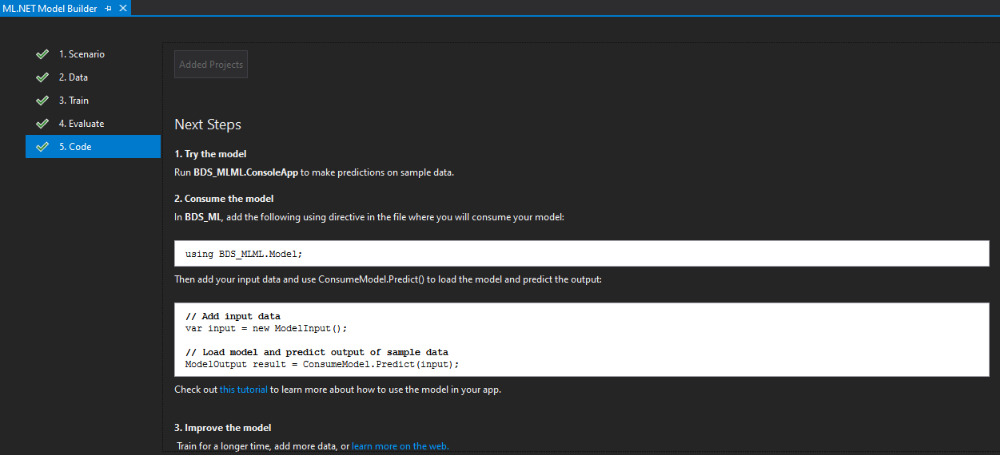 ML.NET Model Builder
1. Scenario
2. Data
3. Train
4. Evaluate
5. Code
Added Projects
Next Steps
1. Try the model
Run BDS_MLML.ConsoleApp to make predictions on sample data.
2. Consume the model
In BDS_ML, add the following using directive in the file where you will consume your model:
using BDS_MLML.Model;
Then add your input data and use ConsumeModel.Predict() to load the model and predict the output:
// Add input data
var input = new ModelInput();
// Load model and predict output of sample data
ModelOutput result = ConsumeModel.Predict(input);
Check out this tutorial to learn more about how to use the model in your app.
3. Improve the model
Train for a longer time, add more data, or learn more on the web.